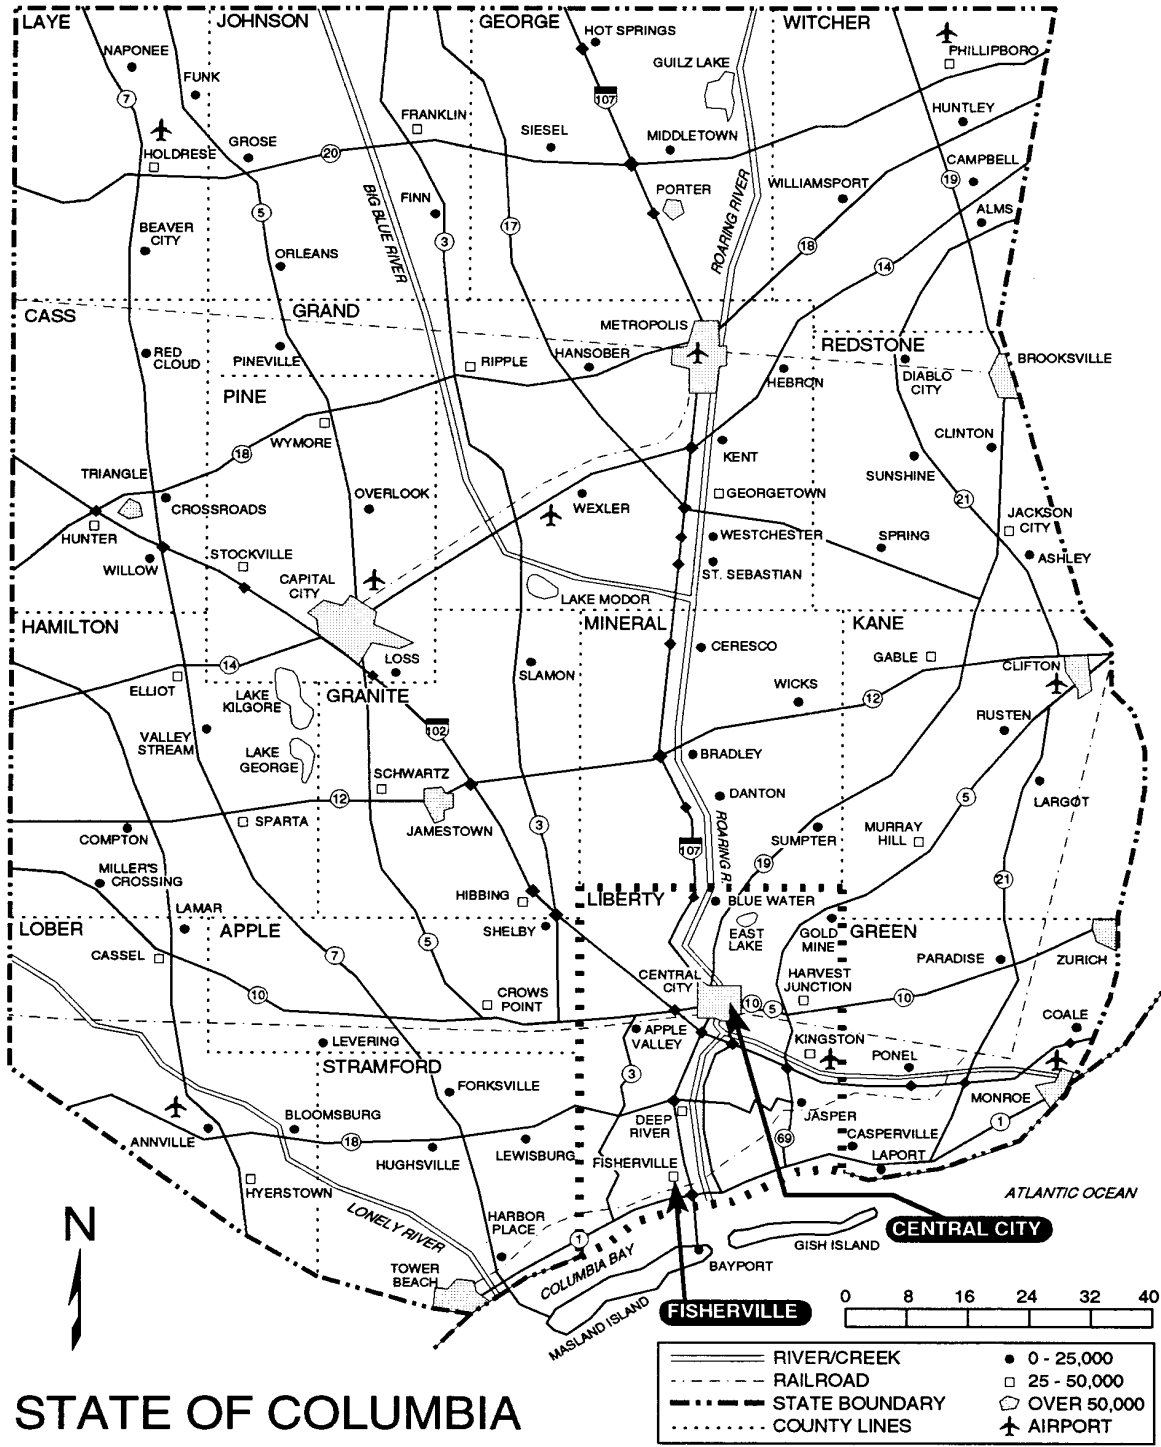 LAYE
JOHNSON
GEORGE
WITCHER
HOT SPRINGS
PHILLIPBORO
NAPONEE
GUILZ LAKE
FUNK
7
107
HUNTLEY
FRANKLIN
SIESEL
MIDDLETOWN
GROSE
20
HOLDRESE
CAMPBELL
19
WILLIAMSPORT
PORTER
FINN
BIG BLUE RIVER
ROARING RIVER
ALMS
5
17
3
BEAVER
CITY
ORLEANS
18
14
CASS
GRAND
METROPOLIS
REDSTONE
RED
CLOUD
PINEVILLE
RIPPLE
HANSOBER
BROOKSVILLE
HEBRON
DIABLO
CITY
PINE
WYMORE
CLINTON
18
KENT
SUNSHINE
TRIANGLE
OVERLOOK
GEORGETOWN
21
CROSSROADS
WEXLER
JACKSON
CITY
HUNTER
WESTCHESTER
SPRING
STOCKVILLE
ASHLEY
WILLOW
ST. SEBASTIAN
CAPITAL
CITY
LAKE MODOR
HAMILTON
MINERAL
KANE
CERESCO
GABLE
14
LOSS
CLIFTON
ELLIOT
SLAMON
WICKS
LAKE
KILGORE
GRANITE
12
RUSTEN
102
VALLEY
STREAM
LAKE
GEORGE
BRADLEY
SCHWARTZ
DANTON
5
LARGOT
12
SPARTA
JAMESTOWN
3
ROARING R.
COMPTON
SUMPTER
MURRAY
HILL
107
19
MILLER'S
CROSSING
21
HIBBING
LIBERTY
BLUE WATER
LAMAR
LOBER
APPLE
SHELBY
EAST
LAKE
GOLD
MINE
GREEN
5
7
CASSEL
PARADISE
ZURICH
CENTRAL
CITY
HARVEST
JUNCTION
10
CROWS
POINT
10
5
10
COALE
LEVERING
APPLE
VALLEY
KINGSTON
PONEL
STRAMFORD
3
FORKSVILLE
MONROE
BLOOMSBURG
DEEP
RIVER
JASPER
1
ANNVILLE
18
69
CASPERVILLE
HUGHSVILLE
LEWISBURG
LAPORT
FISHERVILLE
HYERSTOWN
ATLANTIC OCEAN
LONELY RIVER
HARBOR
PLACE
N
CENTRAL CITY
1
GISH ISLAND
TOWER
BEACH
COLUMBIA BAY
BAYPORT
0 8 16 24 32 40
FISHERVILLE
MASLAND ISLAND
RIVER/CREEK
0 - 25,000
RAILROAD
25 - 50,000
STATE BOUNDARY
OVER 50,000
COUNTY LINES
AIRPORT
STATE OF COLUMBIA